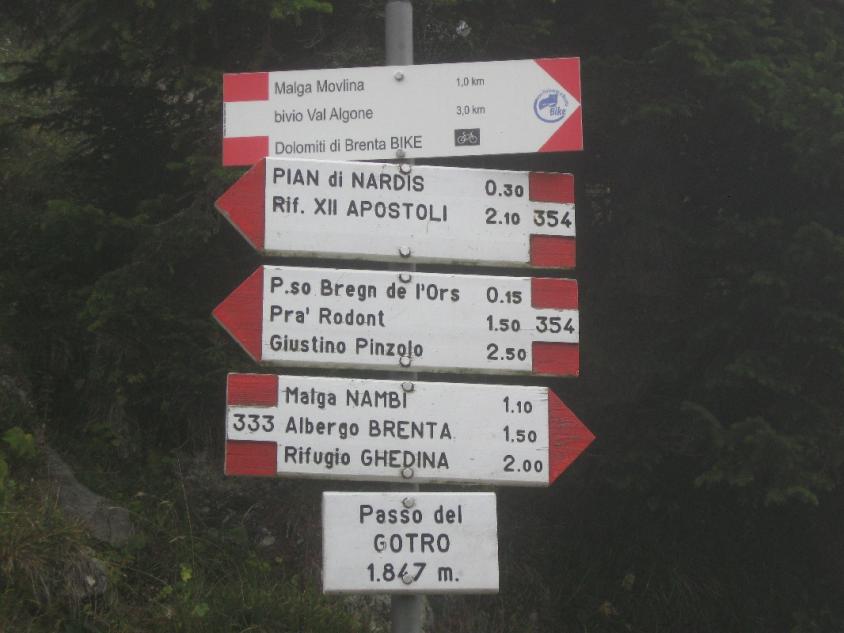 Malga Movlina 1,0 km
bivio Val Algone 3,0 km
Dolomiti di Brenta BIKE
Bike
PIAN di NARDIS 0.30
Rif. XII APOSTOLI 2.10 354
P.so Bregn de l'Ors 0.15
Pra' Rodont 1.50 354
Giustino Pinzolo 2.50
Malga NAMBI 1.10
333 Albergo BRENTA 1.50
Rifugio GHEDINA 2.00
Passo del
GOTRO
1.847 m.